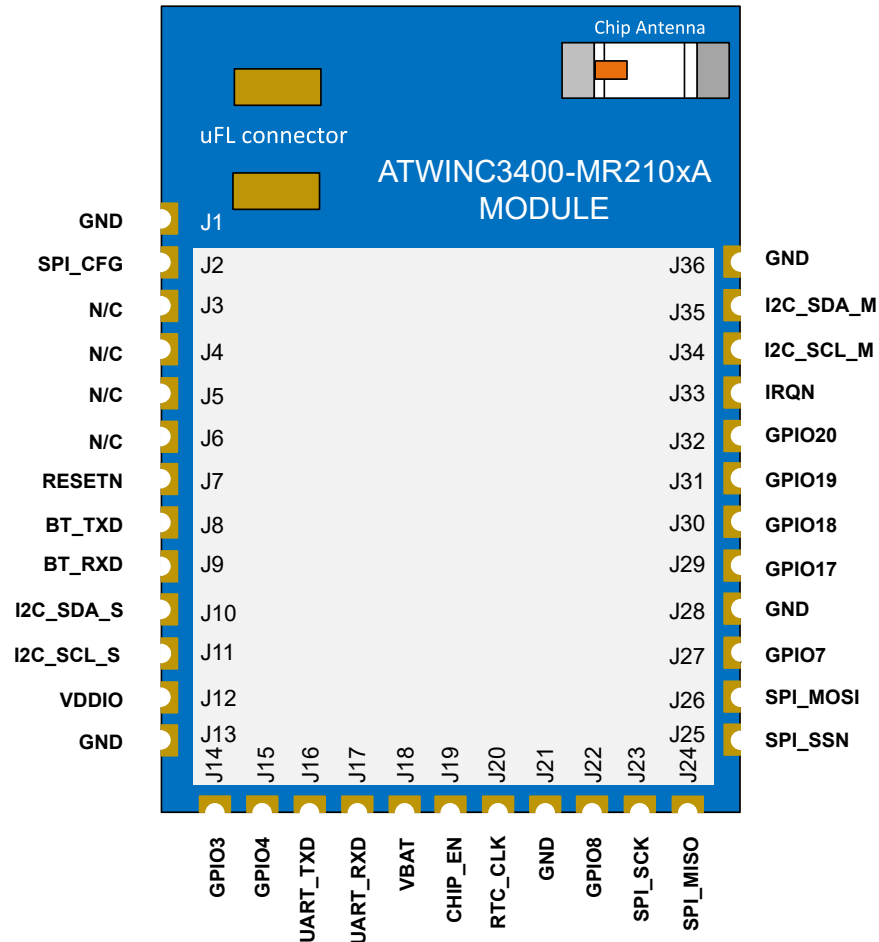 Chip Antenna
uFL connector
ATWINC3400-MR210xA
MODULE
GND J1
SPI_CFG J2 J36 GND
N/C J3 J35 I2C_SDA_M
N/C J4 J34 I2C_SCL_M
N/C J5 J33 IRQN
N/C J6 J32 GPIO20
RESETN J7 J31 GPIO19
BT_TXD J8 J30 GPIO18
BT_RXD J9 J29 GPIO17
I2C_SDA_S J10 J28 GND
I2C_SCL_S J11 J27 GPIO7
VDDIO J12 J26 SPI_MOSI
GND J13 J25 SPI_SSN
J14 J15 J16 J17 J18 J19 J20 J21 J22 J23 J24
GPIO3 GPIO4 UART_TXD UART_RXD VBAT CHIP_EN RTC_CLK GND GPIO8 SPI_SCK SPI_MISO